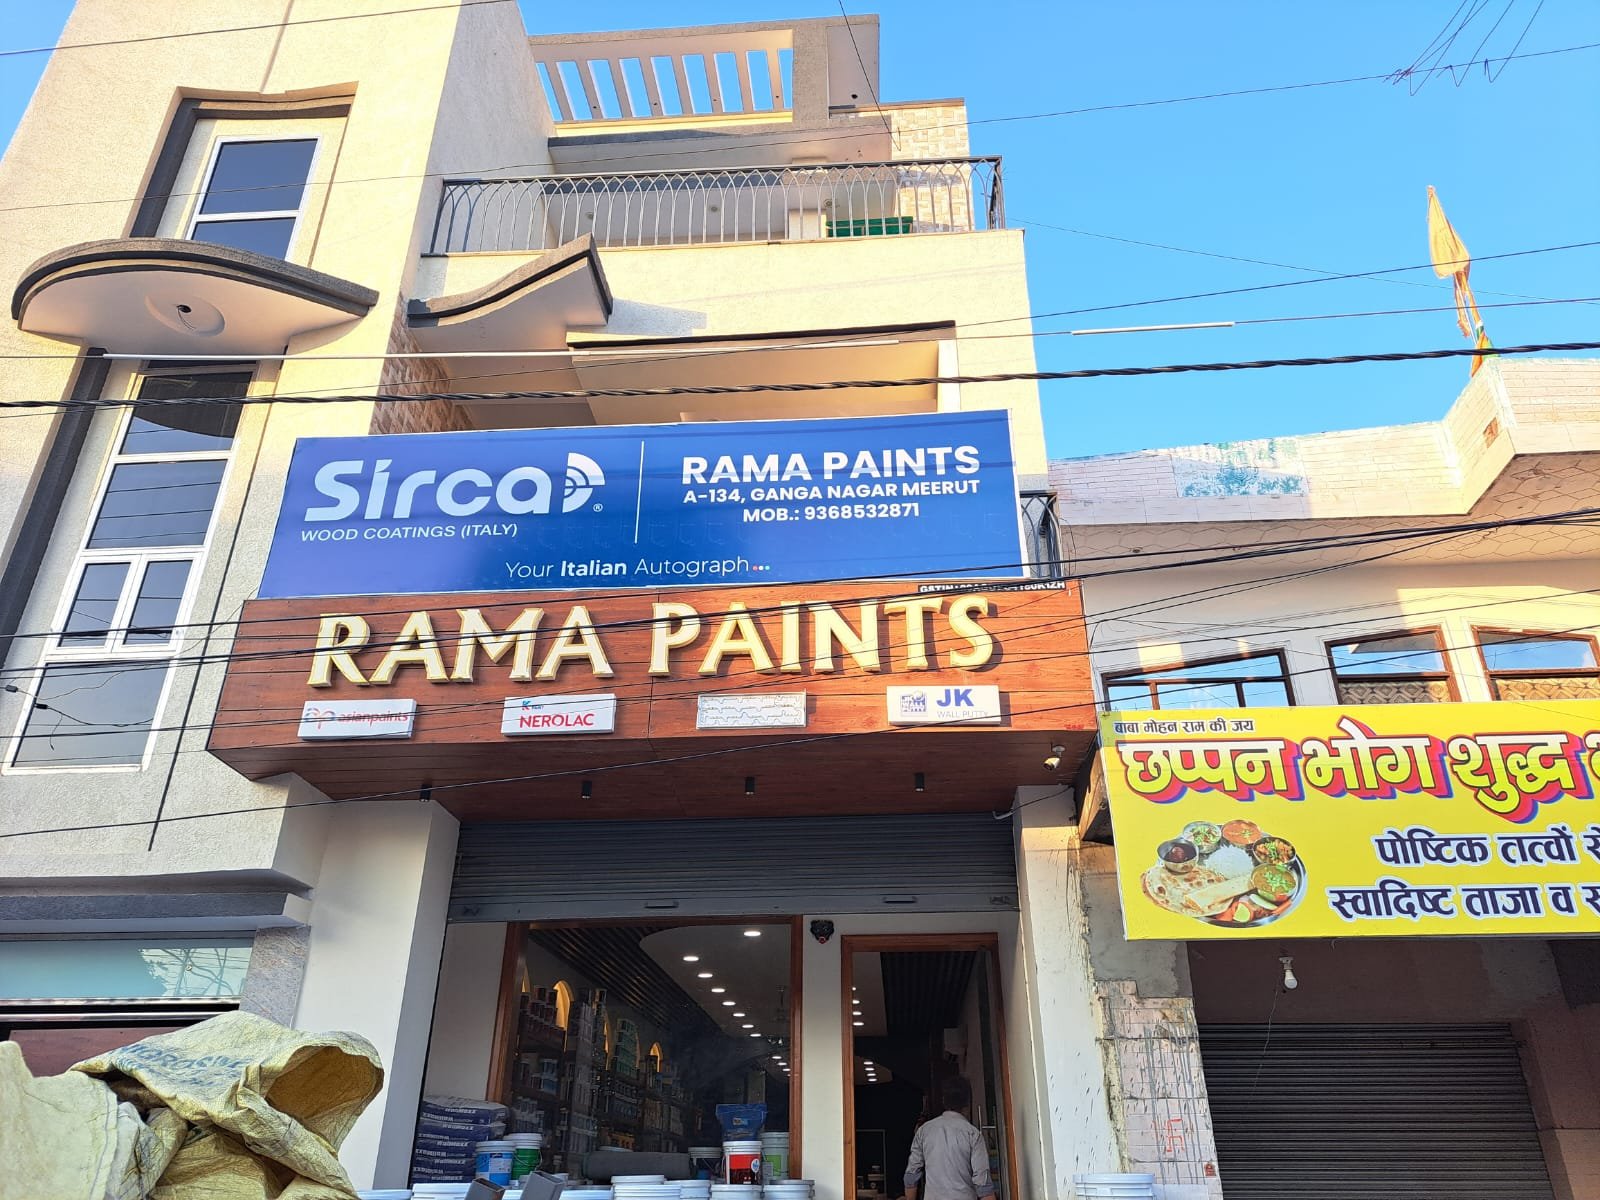 Sirca
WOOD COATINGS (ITALY)
RAMA PAINTS
A-134, GANGA NAGAR MEERUT
MOB.: 9368532871
Your Italian Autograph...
RAMA PAINTS
asianpaints
NEROLAC
JK
WALL PUTTY
बाबा मोहन राम की जय
छप्पन भोग शुद्ध
पोष्टिक तत्वों से
स्वादिष्ट ताजा व